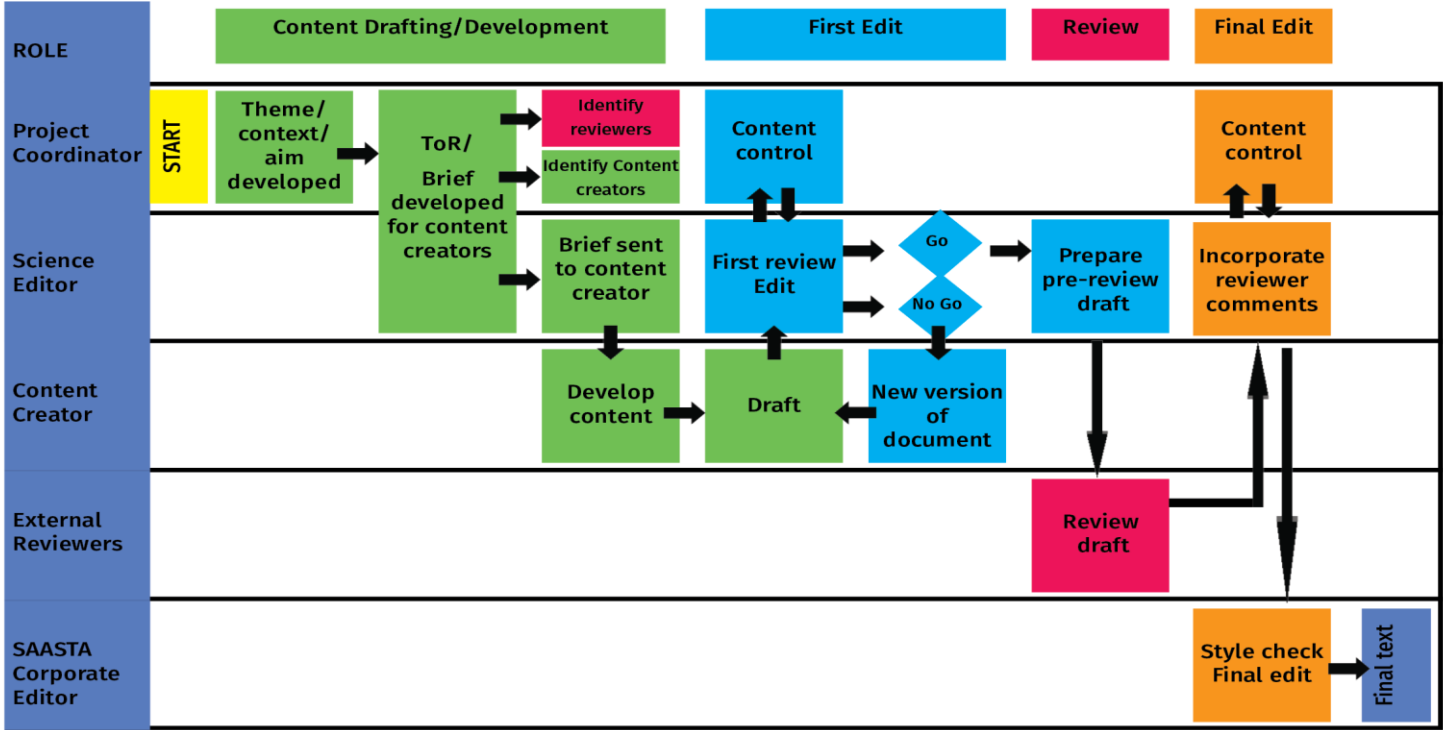 ROLE
Content Drafting/Development
First Edit
Review
Final Edit
Project
Coordinator
START
Theme/
context/
aim
developed
ToR/
Brief
developed
for content
creators
Identify
reviewers
Identify Content
creators
Content
control
Content
control
Science
Editor
Brief sent
to content
creator
First review
Edit
Go
No Go
Prepare
pre-review
draft
Incorporate
reviewer
comments
Content
Creator
Develop
content
Draft
New version
of
document
External
Reviewers
Review
draft
SAASTA
Corporate
Editor
Style check
Final edit
Final text